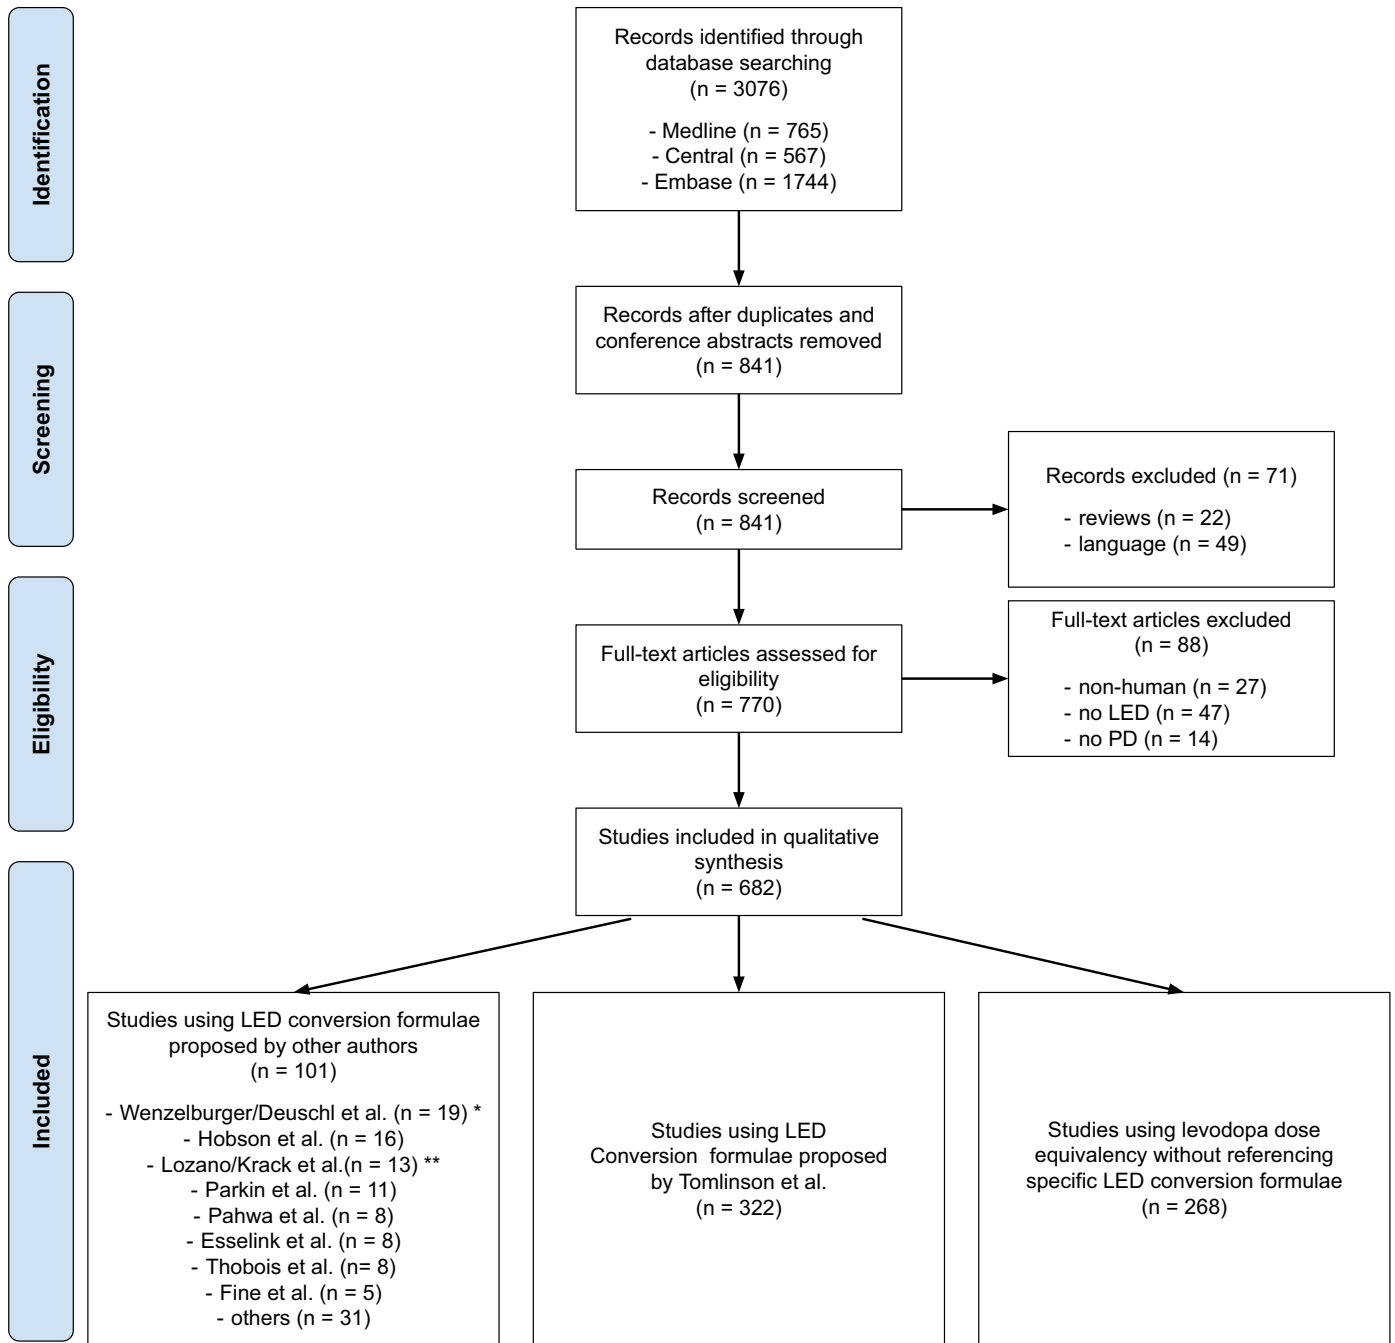 Identification
Records identified through
database searching
(n = 3076)
- Medline (n = 765)
- Central (n = 567)
- Embase (n = 1744)
Screening
Records after duplicates and
conference abstracts removed
(n = 841)
Records screened
(n = 841)
Records excluded (n = 71)
- reviews (n = 22)
- language (n = 49)
Eligibility
Full-text articles assessed for
eligibility
(n = 770)
Full-text articles excluded
(n = 88)
- non-human (n = 27)
- no LED (n = 47)
- no PD (n = 14)
Included
Studies included in qualitative
synthesis
(n = 682)
Studies using LED conversion formulae
proposed by other authors
(n = 101)
- Wenzelburger/Deuschl et al. (n = 19) *
- Hobson et al. (n = 16)
- Lozano/Krack et al.(n = 13) **
- Parkin et al. (n = 11)
- Pahwa et al. (n = 8)
- Esselink et al. (n = 8)
- Thobois et al. (n= 8)
- Fine et al. (n = 5)
- others (n = 31)
Studies using LED
Conversion  formulae proposed
by Tomlinson et al.
(n = 322)
Studies using levodopa dose
equivalency without referencing
specific LED conversion formulae
(n = 268)